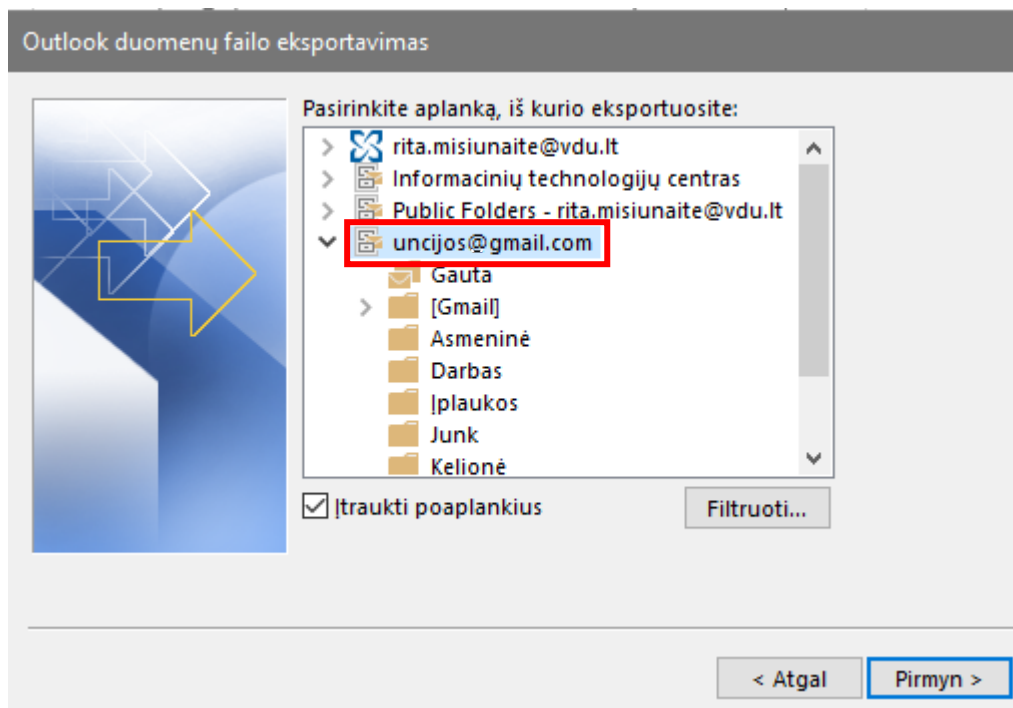 Outlook duomenų failo eksportavimas
Pasirinkite aplanką, iš kurio eksportuosite:
rita.misiunaite@vdu.lt
Informacinių technologijų centras
Public Folders - rita.misiunaite@vdu.lt
uncijos@gmail.com
Gauta
[Gmail]
Asmeninė
Darbas
Įplaukos
Junk
Kelionė
Įtraukti poaplankius
Filtruoti...
< Atgal
Pirmyn >